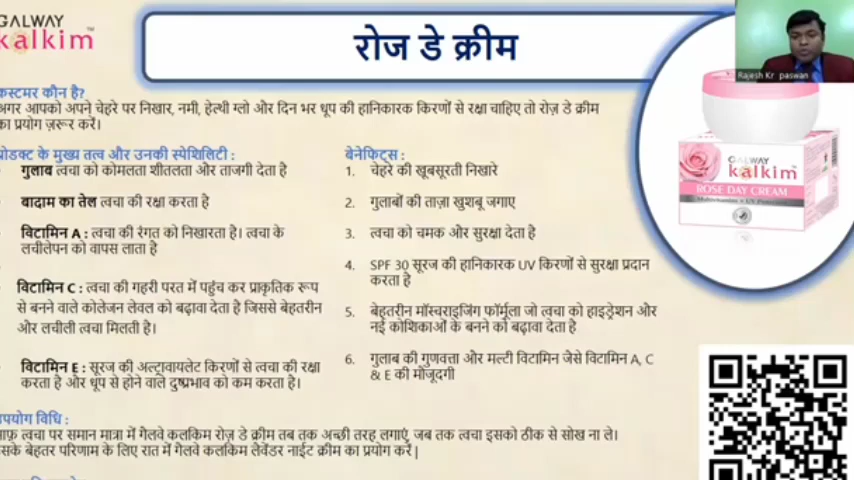 GALWAY
kalkim™
रोज डे क्रीम
Rajesh Kr paswan
कस्टमर कौन है?
अगर आपको अपने चेहरे पर निखार, नमी, हेल्थी ग्लो और दिन भर धूप की हानिकारक किरणों से रक्षा चाहिए तो रोज़ डे क्रीम
का प्रयोग ज़रूर करें।
प्रोडक्ट के मुख्य तत्व और उनकी स्पेशिलिटी :
गुलाब त्वचा को कोमलता शीतलता और ताजगी देता है
बादाम का तेल त्वचा की रक्षा करता है
विटामिन A : त्वचा की रंगत को निखारता है। त्वचा के
लचीलेपन को वापस लाता है
विटामिन C : त्वचा की गहरी परत में पहुंच कर प्राकृतिक रूप
से बनने वाले कोलेजन लेवल को बढ़ावा देता है जिससे बेहतरीन
और लचीली त्वचा मिलती है।
विटामिन E : सूरज की अल्ट्रावायलेट किरणों से त्वचा की रक्षा
करता है और धूप से होने वाले दुष्प्रभाव को कम करता है।
बेनेफिट्स :
1. चेहरे की खूबसूरती निखारे
2. गुलाबों की ताज़ा खुशबू जगाए
3. त्वचा को चमक और सुरक्षा देता है
4. SPF 30 सूरज की हानिकारक UV किरणों से सुरक्षा प्रदान
करता है
5. बेहतरीन मॉस्चराइजिंग फॉर्मूला जो त्वचा को हाइड्रेशन और
नई कोशिकाओं के बनने को बढ़ावा देता है
6. गुलाब की गुणवत्ता और मल्टी विटामिन जैसे विटामिन A, C
& E की मौजूदगी
GALWAY
kalkim™
ROSE DAY CREAM
उपयोग विधि :
साफ़ त्वचा पर समान मात्रा में गैलवे कलकिम रोज़ डे क्रीम तब तक अच्छी तरह लगाएं, जब तक त्वचा इसको ठीक से सोख ना ले।
इसके बेहतर परिणाम के लिए रात में गैलवे कलकिम लैवेंडर नाईट क्रीम का प्रयोग करें |